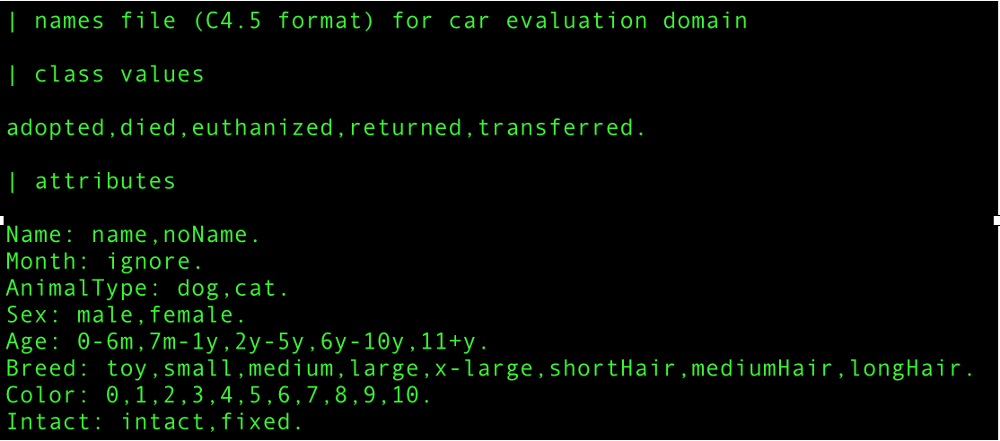 | names file (C4.5 format) for car evaluation domain
| class values
adopted,died,euthanized,returned,transferred.
| attributes
Name: name,noName.
Month: ignore.
AnimalType: dog,cat.
Sex: male,female.
Age: 0-6m,7m-1y,2y-5y,6y-10y,11+y.
Breed: toy,small,medium,large,x-large,shortHair,mediumHair,longHair.
Color: 0,1,2,3,4,5,6,7,8,9,10.
Intact: intact,fixed.